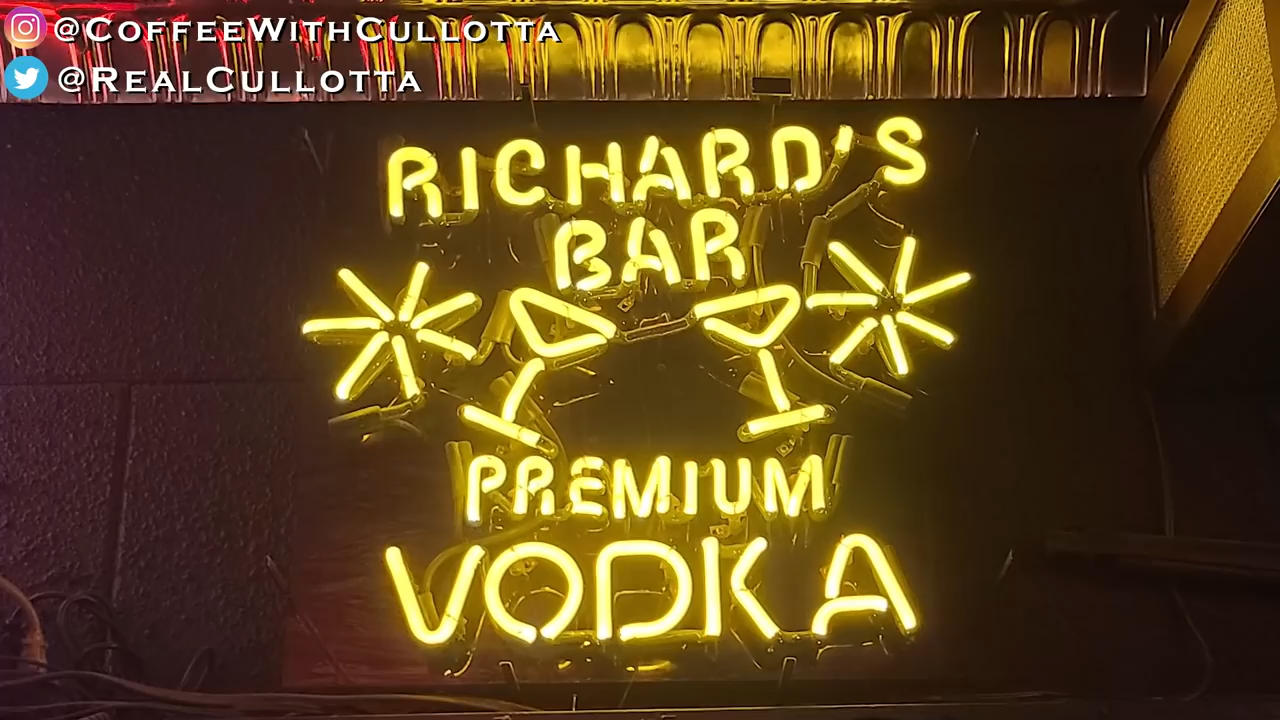 @CoffeeWithCullotta
@RealCullotta
RICHARD'S
BAR
PREMIUM
VODKA